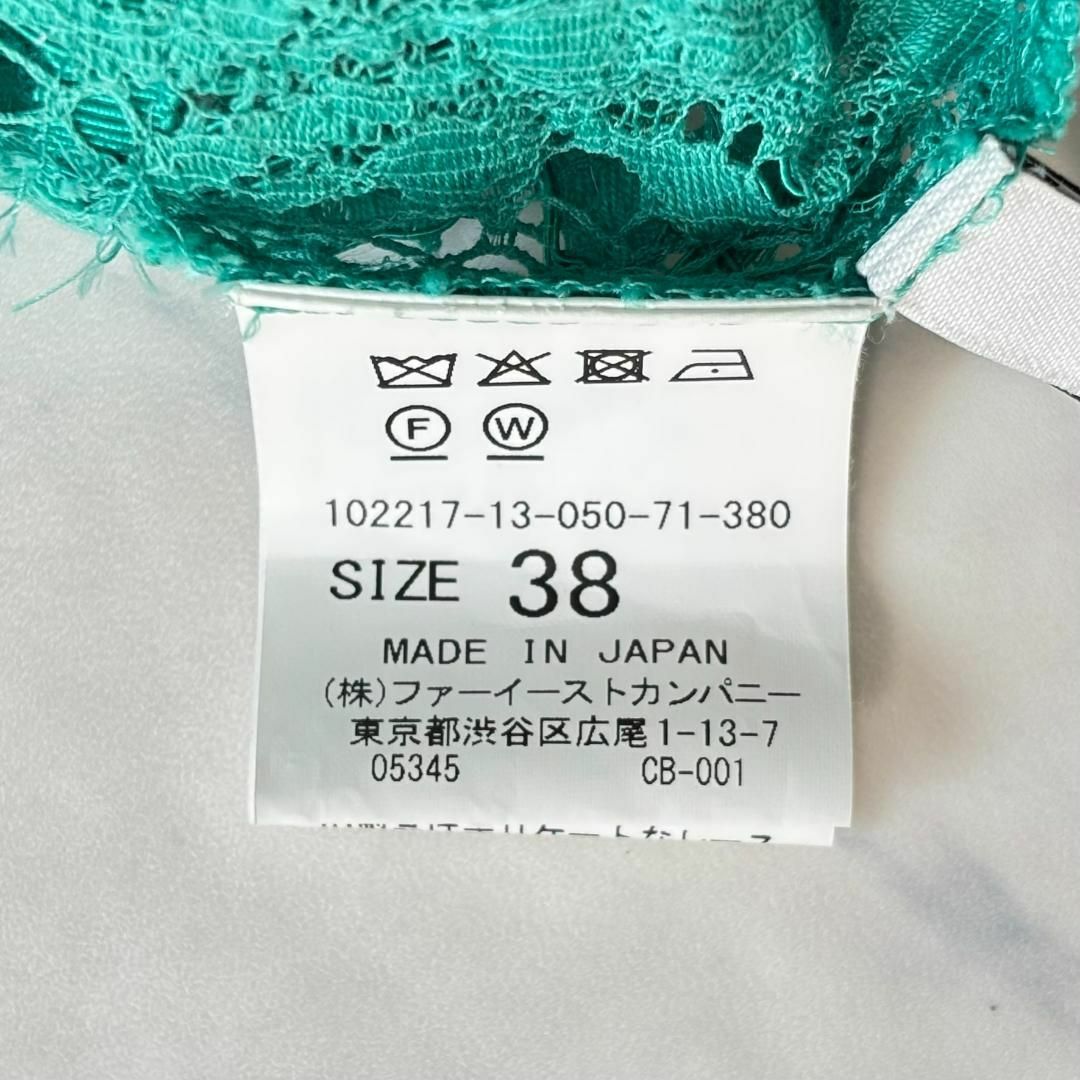 F W
102217-13-050-71-380
SIZE 38
MADE IN JAPAN
(株)ファーイーストカンパニー
東京都渋谷区広尾1-13-7
05345 CB-001